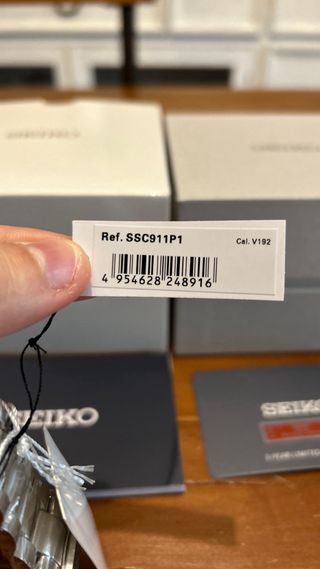 Ref. SSC911P1
Cal. V192
4 954628 248916
SEIKO
SEIKO